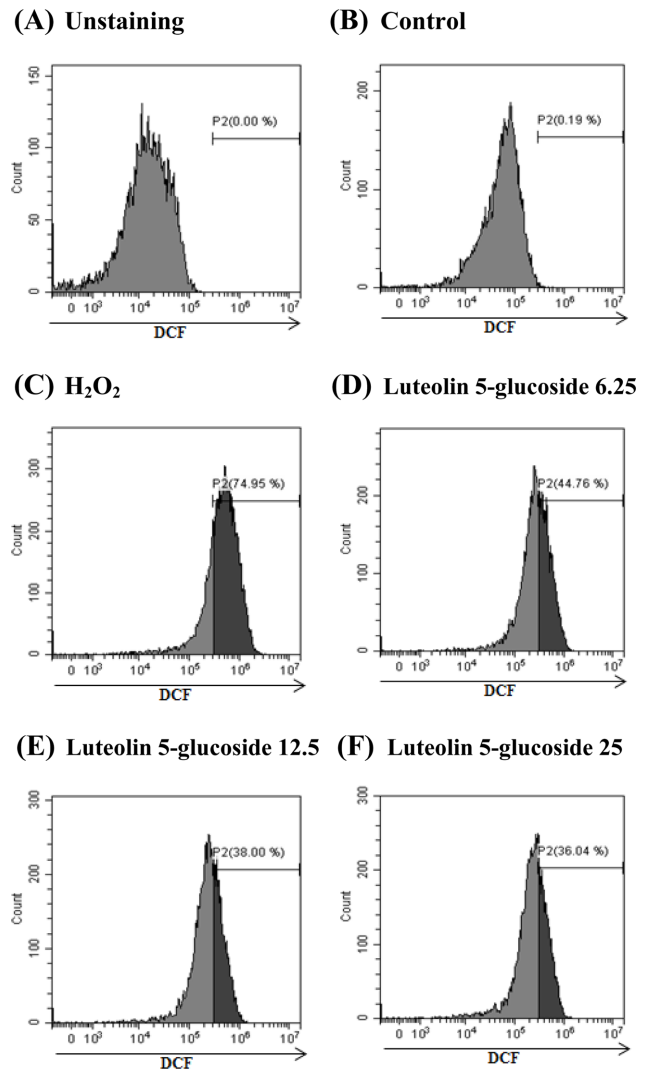 (A) Unstaining
150
100
50
0
Count
P2(0.00 %)
0 10³ 10⁴ 10⁵ 10⁶ 10⁷
DCF
(B) Control
200
100
0
Count
P2(0.19 %)
0 10³ 10⁴ 10⁵ 10⁶ 10⁷
DCF
(C) H₂O₂
300
200
100
0
Count
P2(74.95 %)
0 10³ 10⁴ 10⁵ 10⁶ 10⁷
DCF
(D) Luteolin 5-glucoside 6.25
200
100
0
Count
P2(44.76 %)
0 10³ 10⁴ 10⁵ 10⁶ 10⁷
DCF
(E) Luteolin 5-glucoside 12.5
300
200
100
0
Count
P2(38.00 %)
0 10³ 10⁴ 10⁵ 10⁶ 10⁷
DCF
(F) Luteolin 5-glucoside 25
300
200
100
0
Count
P2(36.04 %)
0 10³ 10⁴ 10⁵ 10⁶ 10⁷
DCF